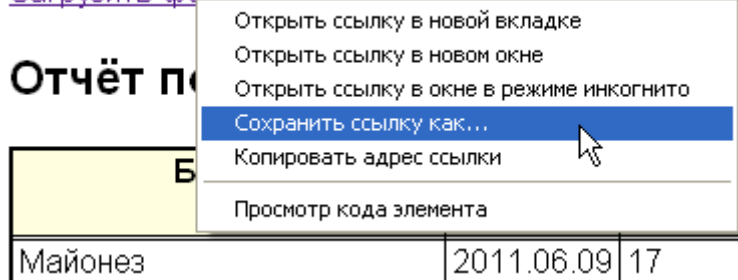 Открыть ссылку в новой вкладке
Открыть ссылку в новом окне
Отчёт
Открыть ссылку в окне в режиме инкогнито
Сохранить ссылку как...
Копировать адрес ссылки
Просмотр кода элемента
Майонез 2011.06.09 17